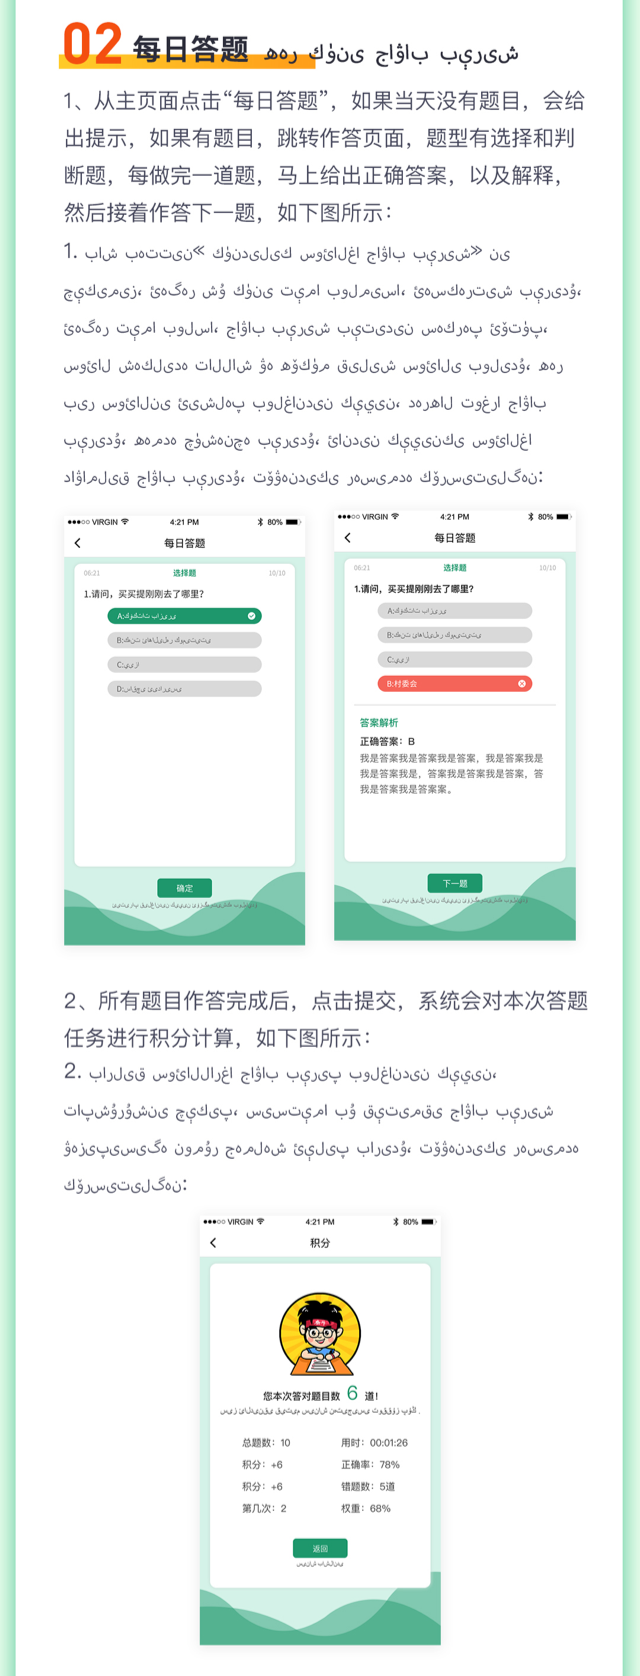 02 每日答题 ھەر كۈنى جاۋاب بېرىش
1、从主页面点击“每日答题”，如果当天没有题目，会给
出提示，如果有题目，跳转作答页面，题型有选择和判
断题，每做完一道题，马上给出正确答案，以及解释，
然后接着作答下一题，如下图所示：
1. باش بەتتىن «كۈندىلىك سوئالغا جاۋاب بېرىش» نى
چېكىمىز، ئەگەر شۇ كۈنى تېما بولمىسا، ئەسكەرتىش بېرىدۇ،
ئەگەر تېما بولسا، جاۋاب بېرىش بېتىدىن سەكرەپ ئۆتۈپ،
سوئال شەكلىدە تاللاش ۋە ھۆكۈم قىلىش سوئالى بولىدۇ، ھەر
بىر سوئالنى ئىشلەپ بولغاندىن كېيىن، دەرھال توغرا جاۋاب
بېرىدۇ، ھەمدە چۈشەنچە بېرىدۇ، ئاندىن كېيىنكى سوئالغا
داۋاملىق جاۋاب بېرىدۇ، تۆۋەندىكى رەسىمدە كۆرسىتىلگەن:
VIRGIN 4:21 PM 80%
每日答题
06:21 选择题 10/10
1.请问，买买提刚刚去了哪里?
A:
B:
C:
D:
确定
VIRGIN 4:21 PM 80%
每日答题
06:21 选择题 10/10
1.请问，买买提刚刚去了哪里?
A:
B:
C:
B:村委会
答案解析
正确答案：B
我是答案我是答案我是答案，我是答案我是
我是答案我是，答案我是答案我是答案，答
我是答案我是答案案。
下一题
2、所有题目作答完成后，点击提交，系统会对本次答题
任务进行积分计算，如下图所示：
2. بارلىق سوئاللارغا جاۋاب بېرىپ بولغاندىن كېيىن،
تاپشۇرۇشنى چېكىپ، سىستېما بۇ قېتىمقى جاۋاب بېرىش
ۋەزىپىسىگە نومۇر جەملەش ئېلىپ بارىدۇ، تۆۋەندىكى رەسىمدە
كۆرسىتىلگەن:
VIRGIN 4:21 PM 80%
积分
您本次答对题目数 6 道!
总题数：10 用时：00:01:26
积分：+6 正确率：78%
积分：+6 错题数：5道
第几次：2 权重：68%
返回